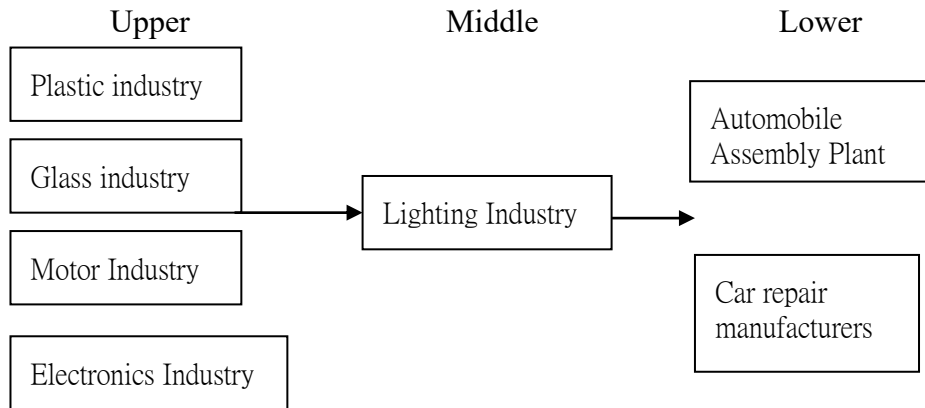 Upper
Middle
Lower
Plastic industry
Glass industry
Motor Industry
Electronics Industry
Lighting Industry
Automobile
Assembly Plant
Car repair
manufacturers